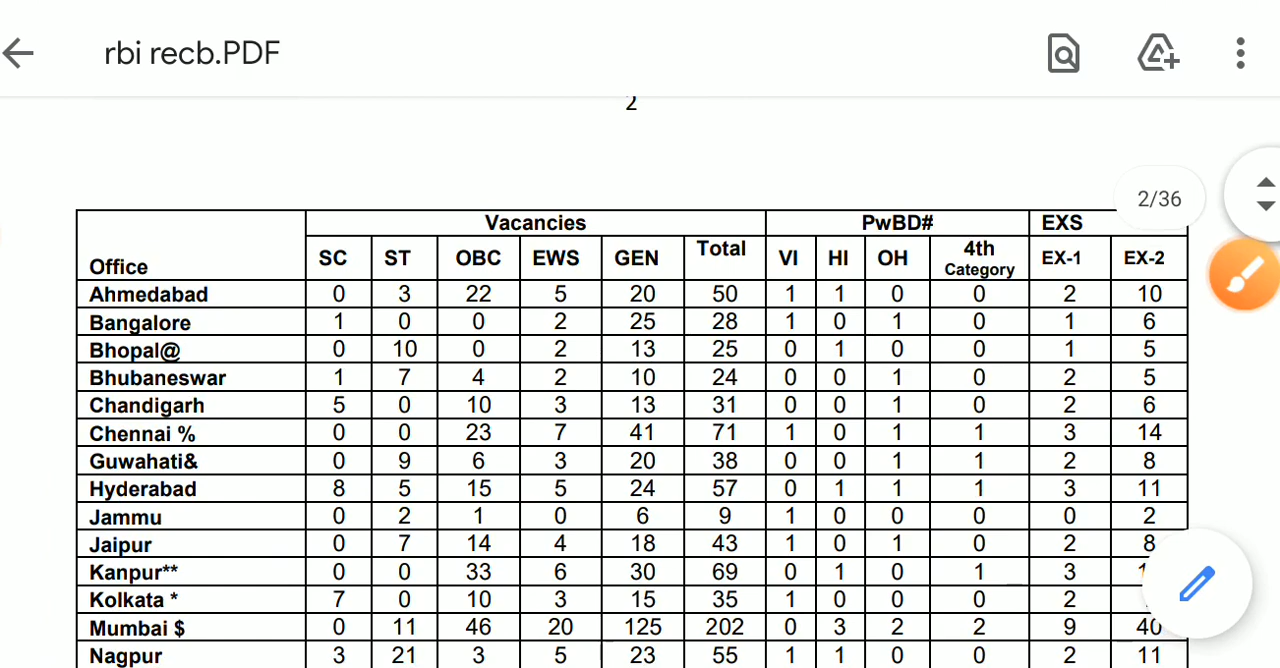 rbi recb.PDF
2
2/36
Vacancies PwBD# EXS
Office SC ST OBC EWS GEN Total VI HI OH 4th Category EX-1 EX-2
Ahmedabad 0 3 22 5 20 50 1 1 0 0 2 10
Bangalore 1 0 0 2 25 28 1 0 1 0 1 6
Bhopal@ 0 10 0 2 13 25 0 1 0 0 1 5
Bhubaneswar 1 7 4 2 10 24 0 0 1 0 2 5
Chandigarh 5 0 10 3 13 31 0 0 1 0 2 6
Chennai % 0 0 23 7 41 71 1 0 1 1 3 14
Guwahati& 0 9 6 3 20 38 0 0 1 1 2 8
Hyderabad 8 5 15 5 24 57 0 1 1 1 3 11
Jammu 0 2 1 0 6 9 1 0 0 0 0 2
Jaipur 0 7 14 4 18 43 1 0 1 0 2 8
Kanpur** 0 0 33 6 30 69 0 1 0 1 3
Kolkata * 7 0 10 3 15 35 1 0 0 0 2
Mumbai $ 0 11 46 20 125 202 0 3 2 2 9 40
Nagpur 3 21 3 5 23 55 1 1 0 0 2 11